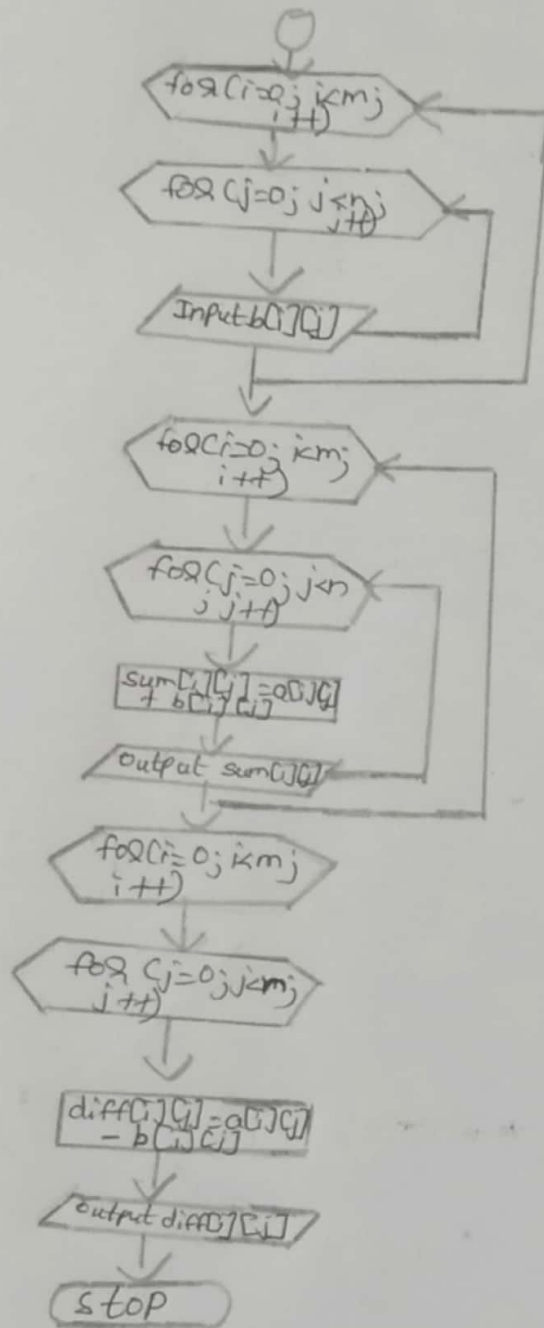 for(i=0; i<m;
i++)
for(j=0; j<n;
j++)
Input b[i][j]
for(i=0; i<m;
i++)
for(j=0; j<n
; j++)
sum[i][j]=a[i][j]
+ b[i][j]
output sum[i][j]
for(i=0; i<m;
i++)
for(j=0; j<m;
j++)
diff[i][j]=a[i][j]
- b[i][j]
output diff[i][j]
stop